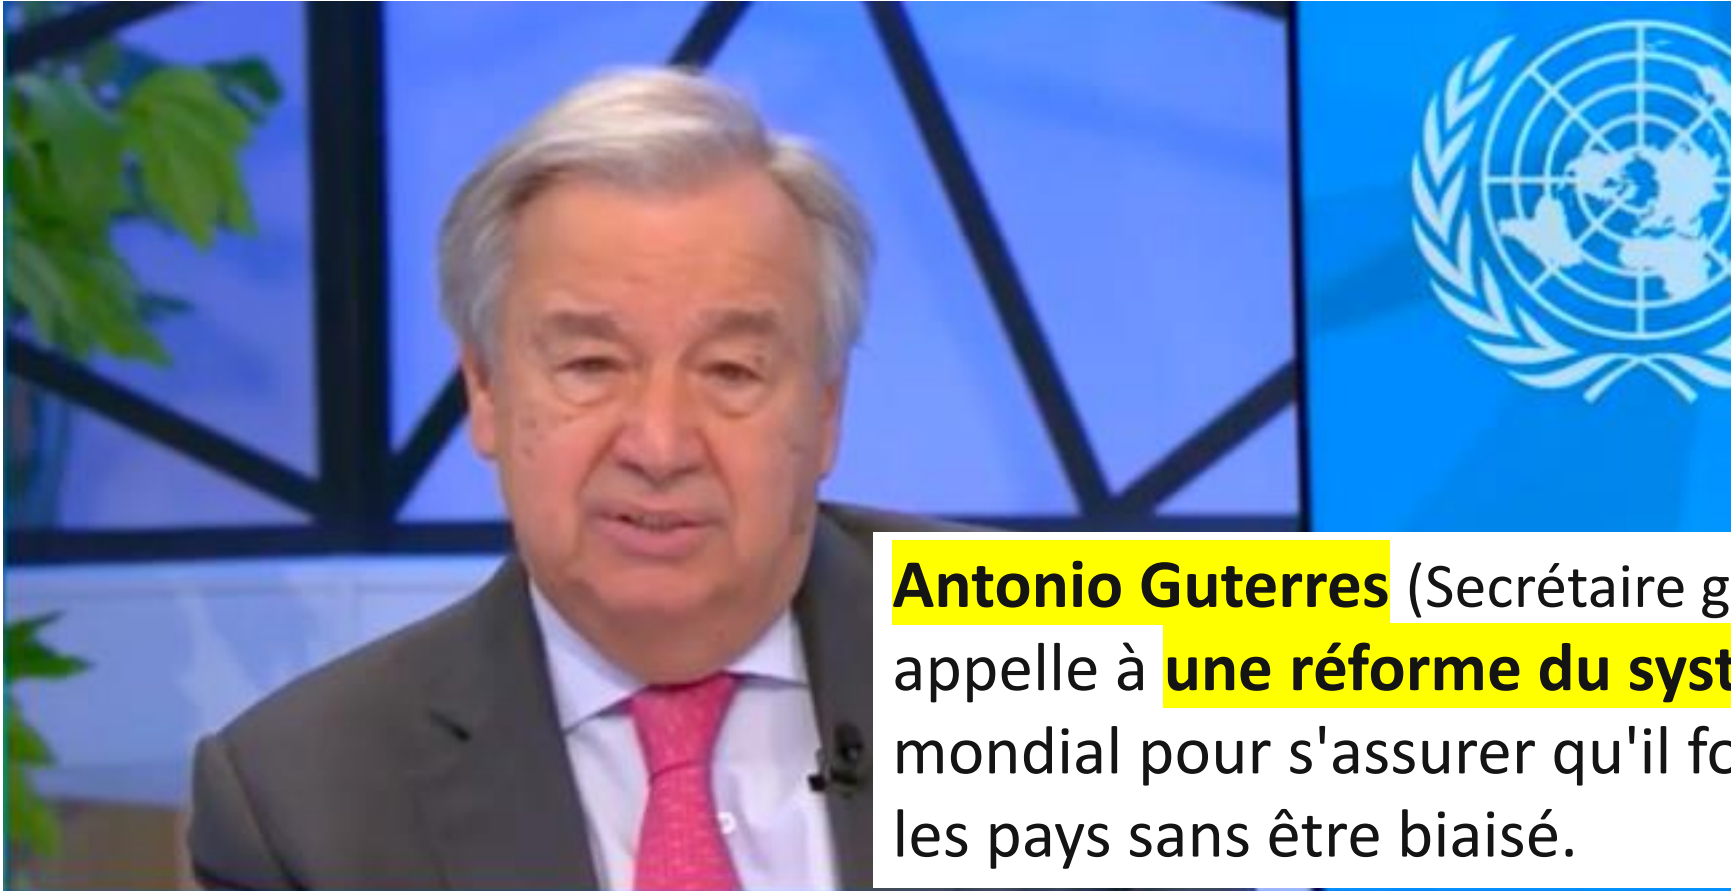 Antonio Guterres (Secrétaire g
appelle à une réforme du syst
mondial pour s'assurer qu'il fo
les pays sans être biaisé.